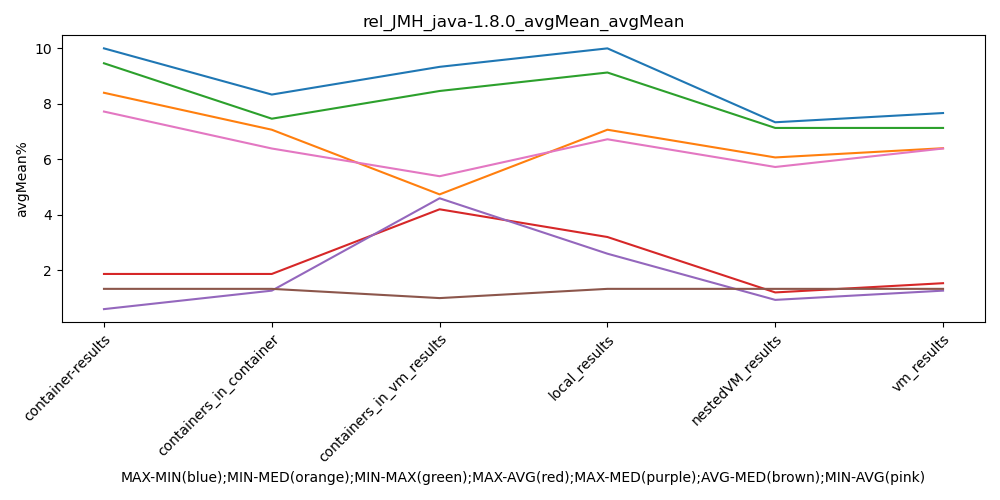 rel_JMH_java-1.8.0_avgMean_avgMean
10
8
6
4
2
avgMean%
container-results
containers_in_container
containers_in_vm_results
local_results
nestedVM_results
vm_results
MAX-MIN(blue);MIN-MED(orange);MIN-MAX(green);MAX-AVG(red);MAX-MED(purple);AVG-MED(brown);MIN-AVG(pink)